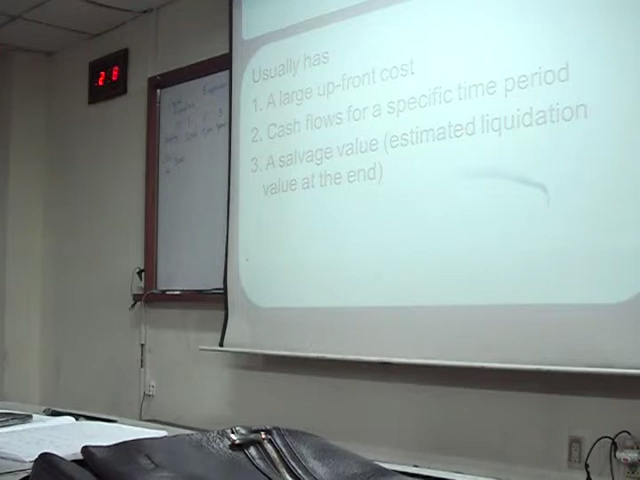 Usually has
1. A large up-front cost
2. Cash flows for a specific time period
3. A salvage value (estimated liquidation
value at the end)